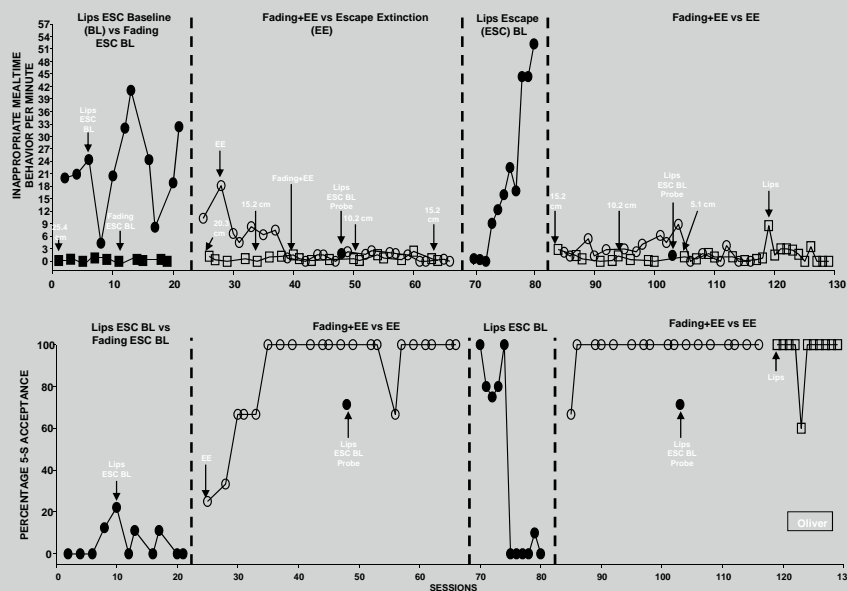 Lips ESC Baseline
(BL) vs Fading
ESC BL
Fading+EE vs Escape Extinction
(EE)
Lips Escape
(ESC) BL
Fading+EE vs EE
INAPPROPRIATE MEALTIME
BEHAVIOR PER MINUTE
57
54
51
48
45
42
39
36
33
30
27
24
21
18
15
12
9
6
3
0
Lips
ESC
BL
Fading
ESC BL
25.4
cm
EE
20.3
cm
15.2 cm
Fading+EE
Lips
ESC BL
Probe
10.2 cm
15.2
cm
15.2
cm
10.2 cm
Lips
ESC BL
Probe
5.1 cm
Lips
0 10 20 30 40 50 60 70 80 90 100 110 120 130
Lips ESC BL vs
Fading ESC BL
Fading+EE vs EE
Lips ESC BL
Fading+EE vs EE
PERCENTAGE 5-S ACCEPTANCE
100
80
60
40
20
0
Lips
ESC BL
EE
Lips
ESC BL
Probe
Lips
ESC BL
Probe
Lips
Oliver
0 10 20 30 40 50 60 70 80 90 100 110 120 130
SESSIONS